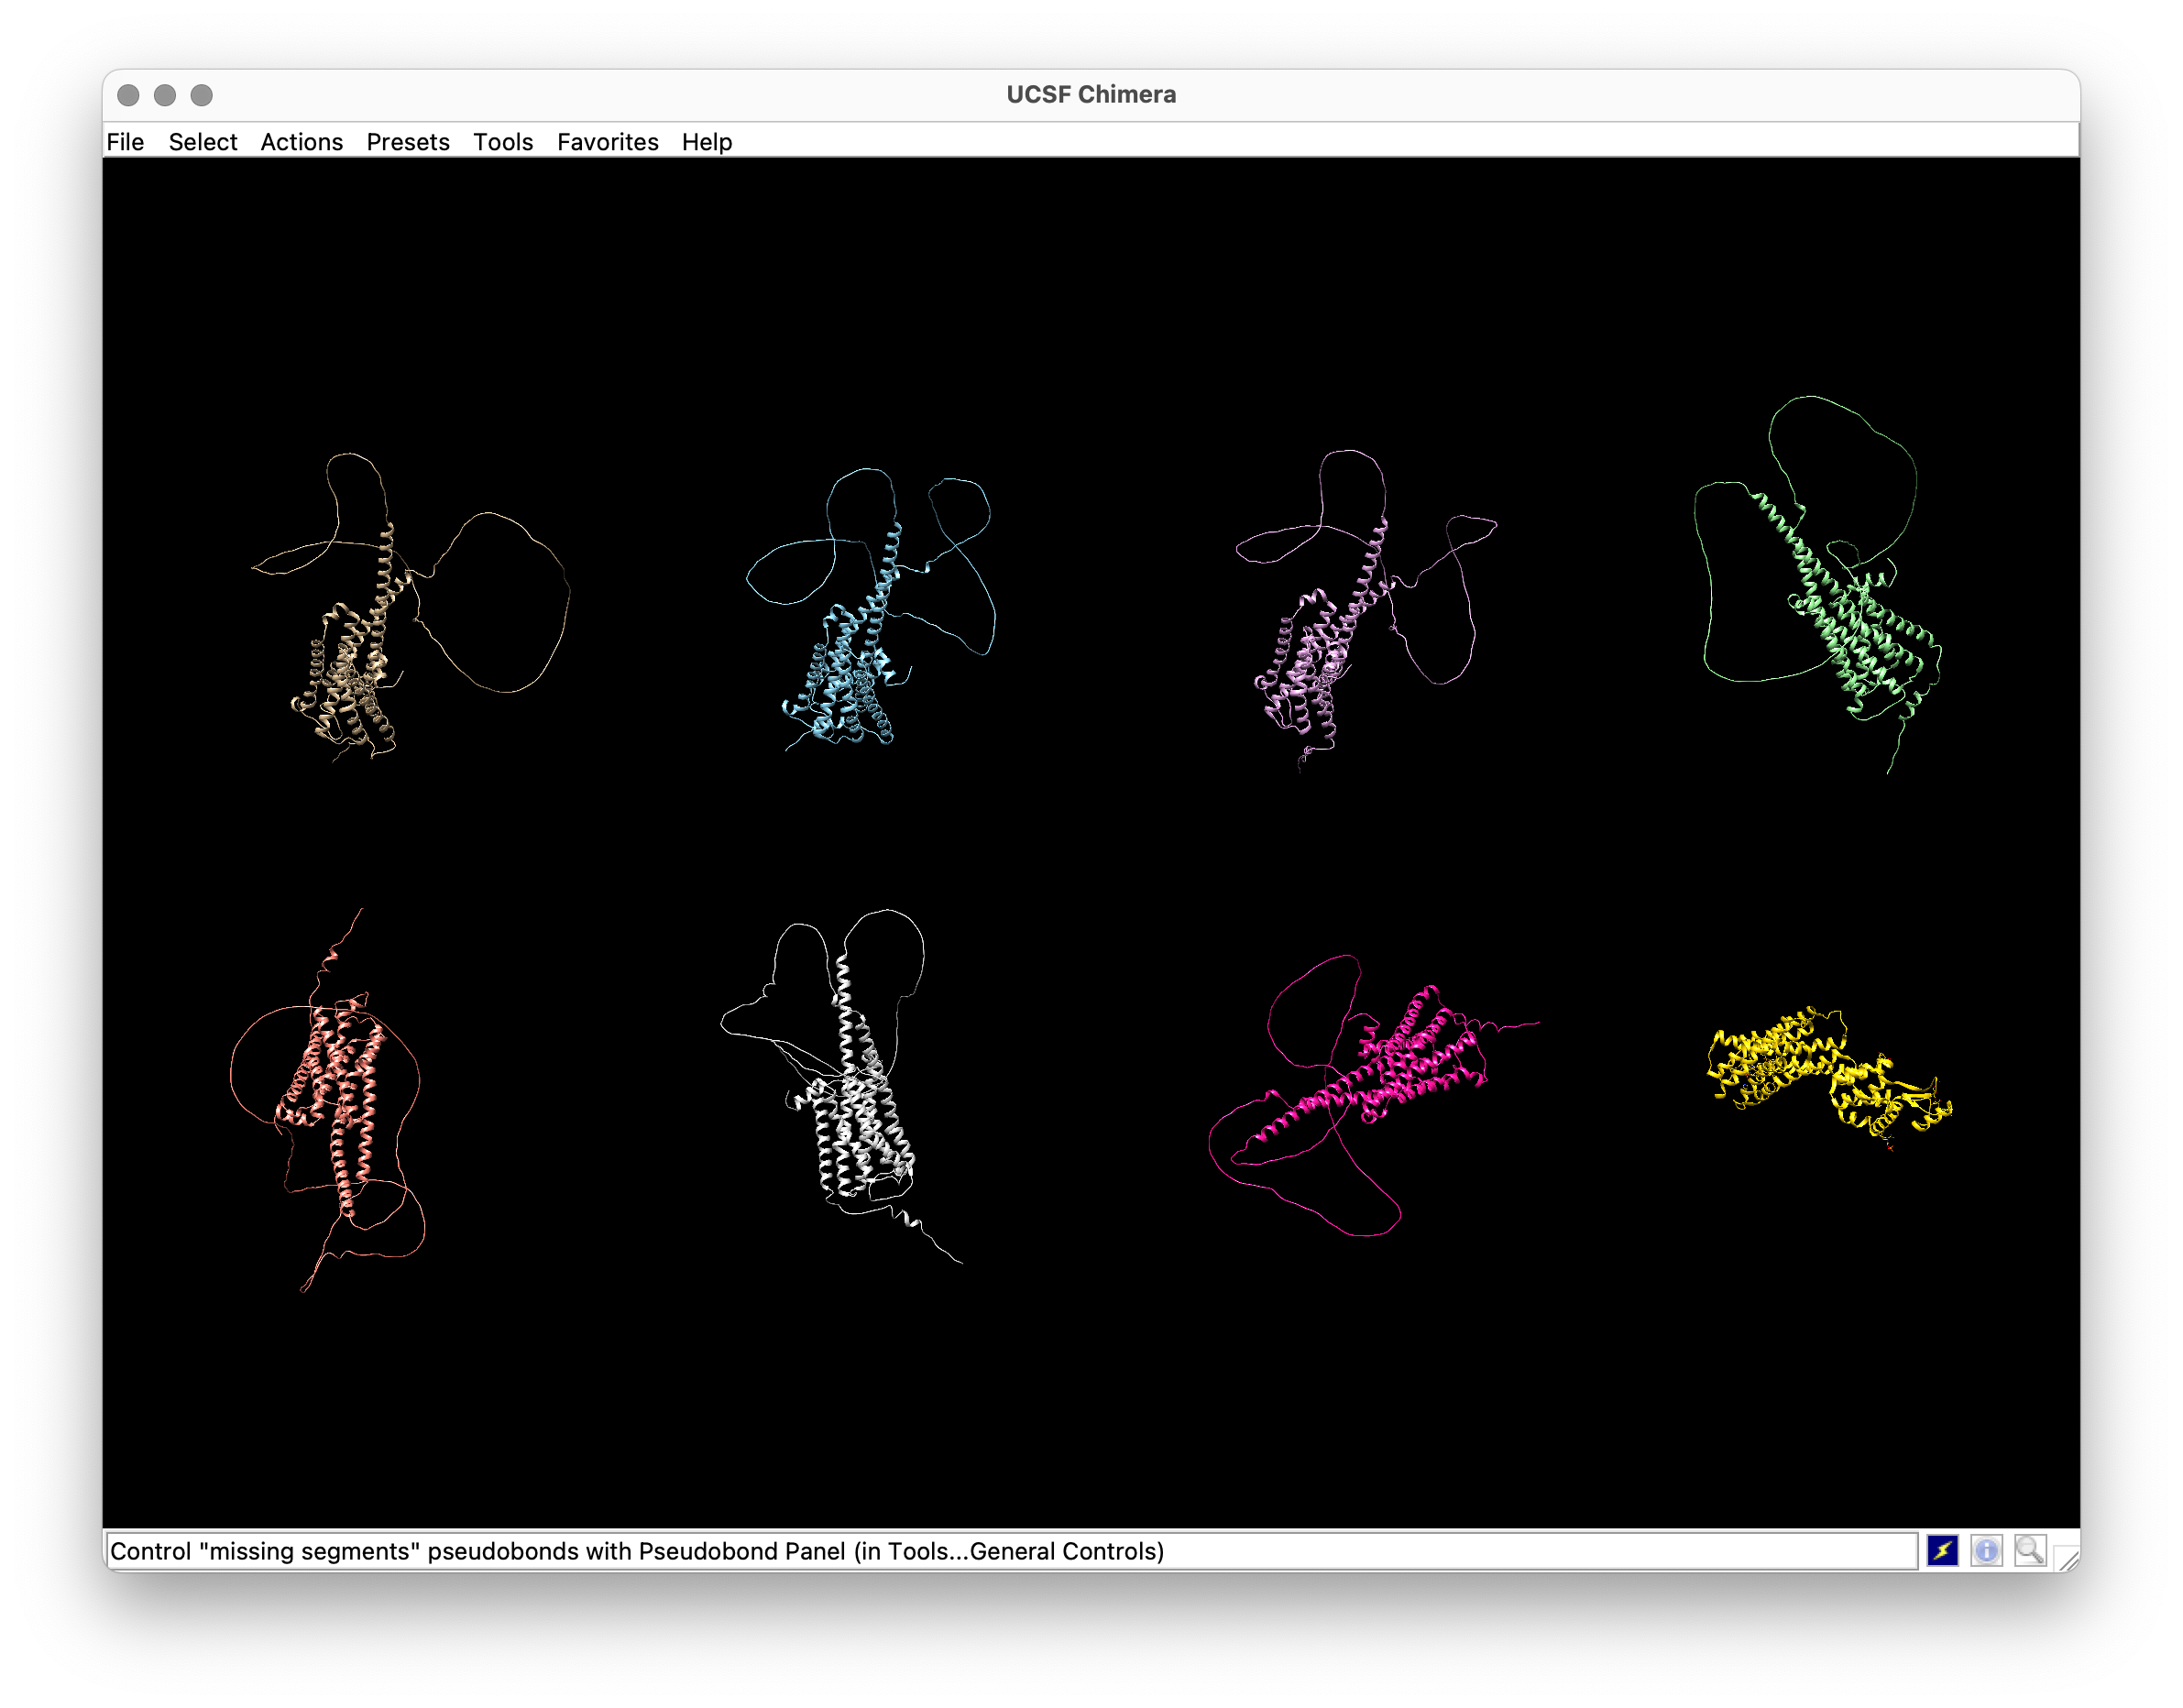 UCSF Chimera
File Select Actions Presets Tools Favorites Help
Control "missing segments" pseudobonds with Pseudobond Panel (in Tools...General Controls)